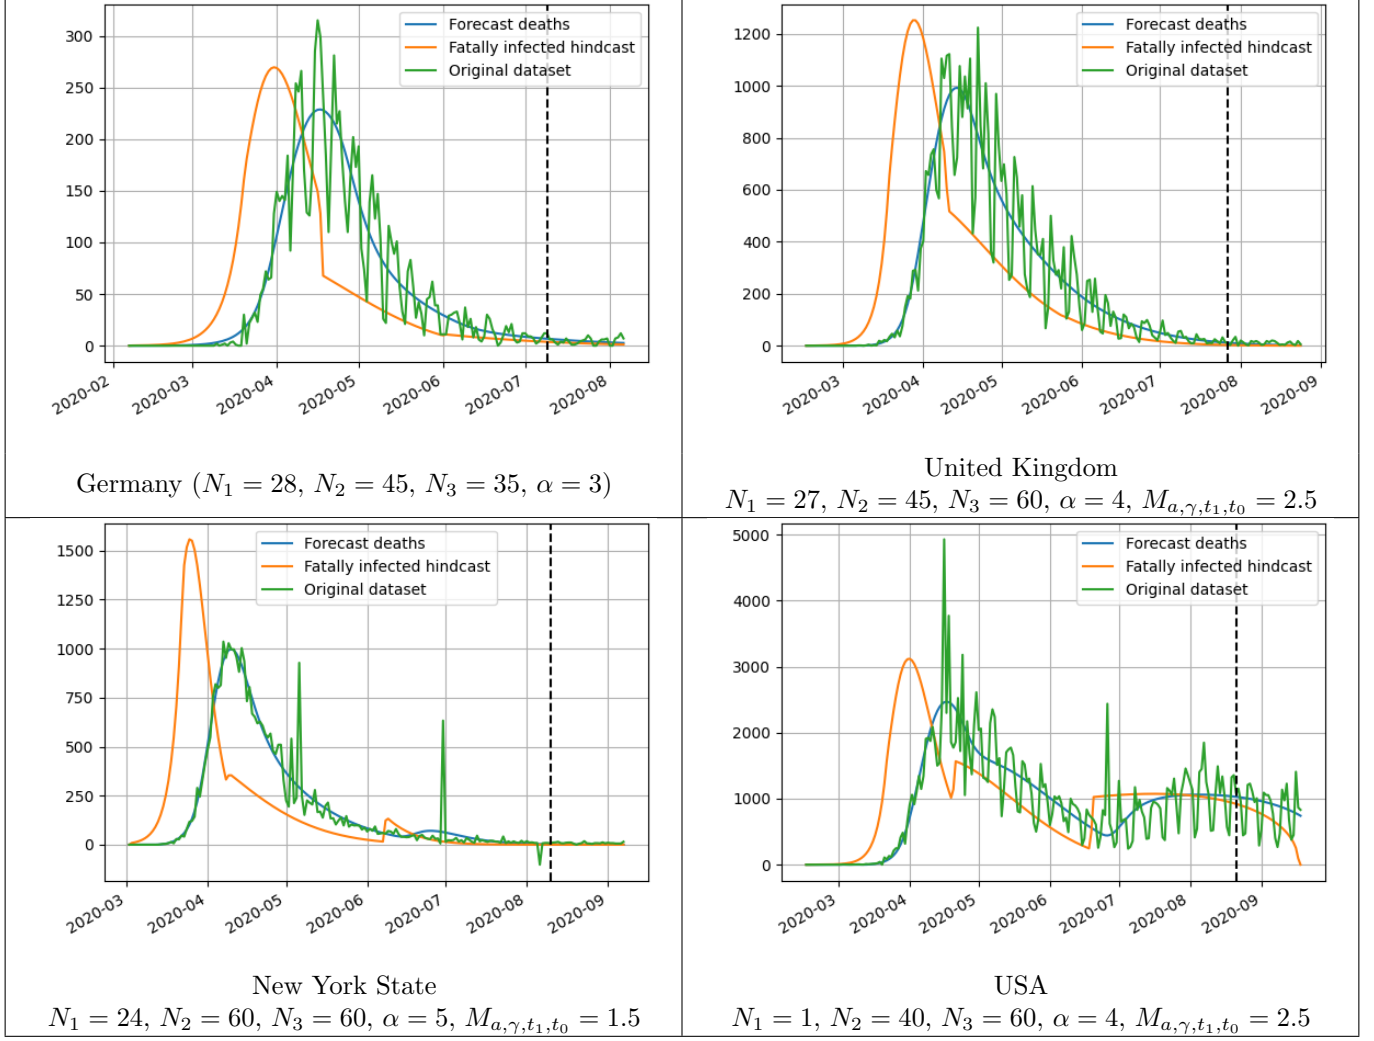 Forecast deaths
Fatally infected hindcast
Original dataset
300
250
200
150
100
50
0
2020-02
2020-03
2020-04
2020-05
2020-06
2020-07
2020-08
Germany (N₁ = 28, N₂ = 45, N₃ = 35, α = 3)
Forecast deaths
Fatally infected hindcast
Original dataset
1200
1000
800
600
400
200
0
2020-03
2020-04
2020-05
2020-06
2020-07
2020-08
2020-09
United Kingdom
N₁ = 27, N₂ = 45, N₃ = 60, α = 4, M_{a,γ,t₁,t₀} = 2.5
Forecast deaths
Fatally infected hindcast
Original dataset
1500
1250
1000
750
500
250
0
2020-03
2020-04
2020-05
2020-06
2020-07
2020-08
2020-09
New York State
N₁ = 24, N₂ = 60, N₃ = 60, α = 5, M_{a,γ,t₁,t₀} = 1.5
Forecast deaths
Fatally infected hindcast
Original dataset
5000
4000
3000
2000
1000
0
2020-03
2020-04
2020-05
2020-06
2020-07
2020-08
2020-09
USA
N₁ = 1, N₂ = 40, N₃ = 60, α = 4, M_{a,γ,t₁,t₀} = 2.5